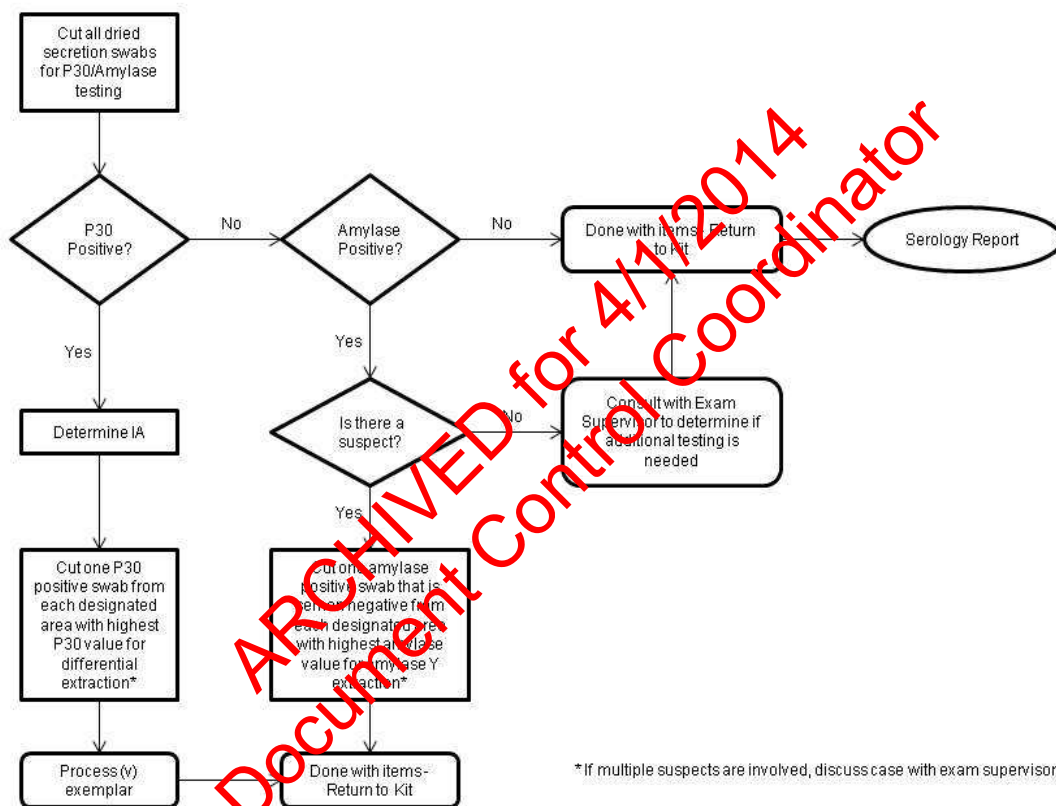 Cut all dried
secretion swabs
for P30/Amylase
testing
P30
Positive?
No
Amylase
Positive?
No
Done with items - Return
to Kit
Serology Report
Yes
Yes
Determine IA
Is there a
suspect?
No
Consult with Exam
Supervisor to determine if
additional testing is
needed
Yes
Cut one P30
positive swab from
each designated
area with highest
P30 value for
differential
extraction*
Cut one amylase
positive swab that is
semen negative from
each designated area
with highest amylase
value for amylase Y
extraction*
Process (v)
exemplar
Done with items-
Return to Kit
*If multiple suspects are involved, discuss case with exam supervisor
ARCHIVED for 4/1/2014
Document Control Coordinator